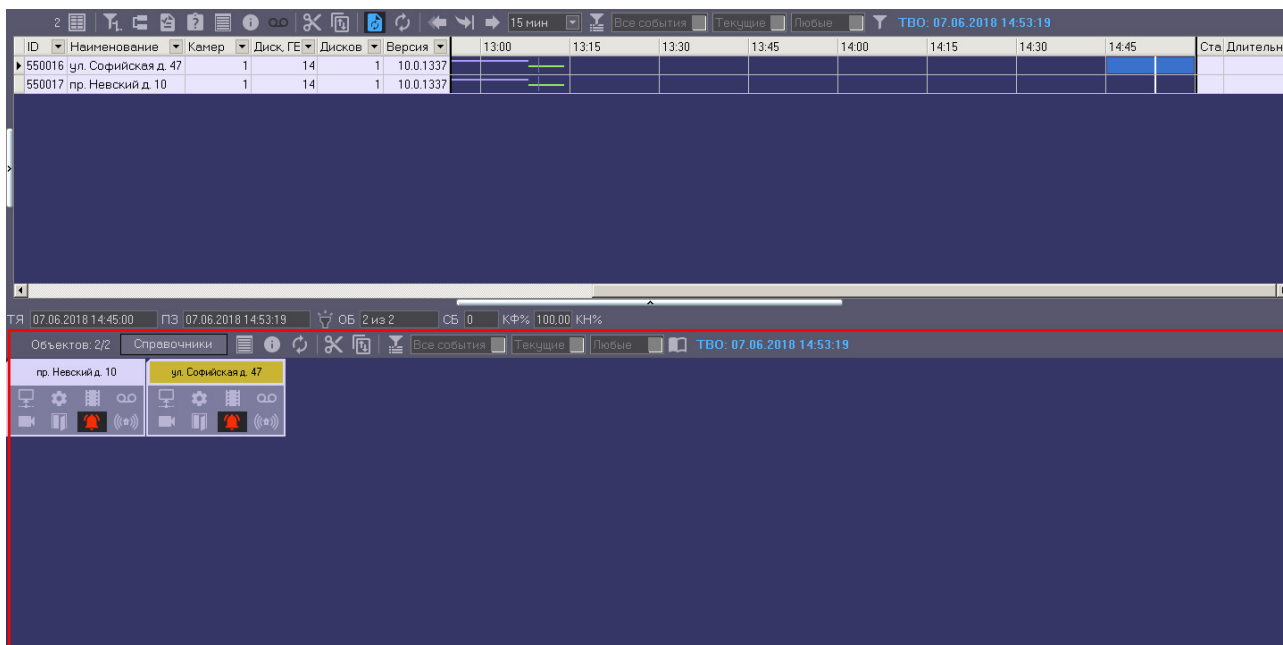 2 15 мин Все события Текущие Любые ТВО: 07.06.2018 14:53:19
ID Наименование Камер Диск, ГЕ Дисков Версия 13:00 13:15 13:30 13:45 14:00 14:15 14:30 14:45 Ста Длительн
550016 ул. Софийская д. 47 1 14 1 10.0.1337
550017 пр. Невский д. 10 1 14 1 10.0.1337
ТЯ 07.06.2018 14:45:00 ПЗ 07.06.2018 14:53:19 ОБ 2 из 2 СБ 0 КФ% 100,00 КН%
Объектов: 2/2 Справочники Все события Текущие Любые ТВО: 07.06.2018 14:53:19
пр. Невский д. 10 ул. Софийская д. 47